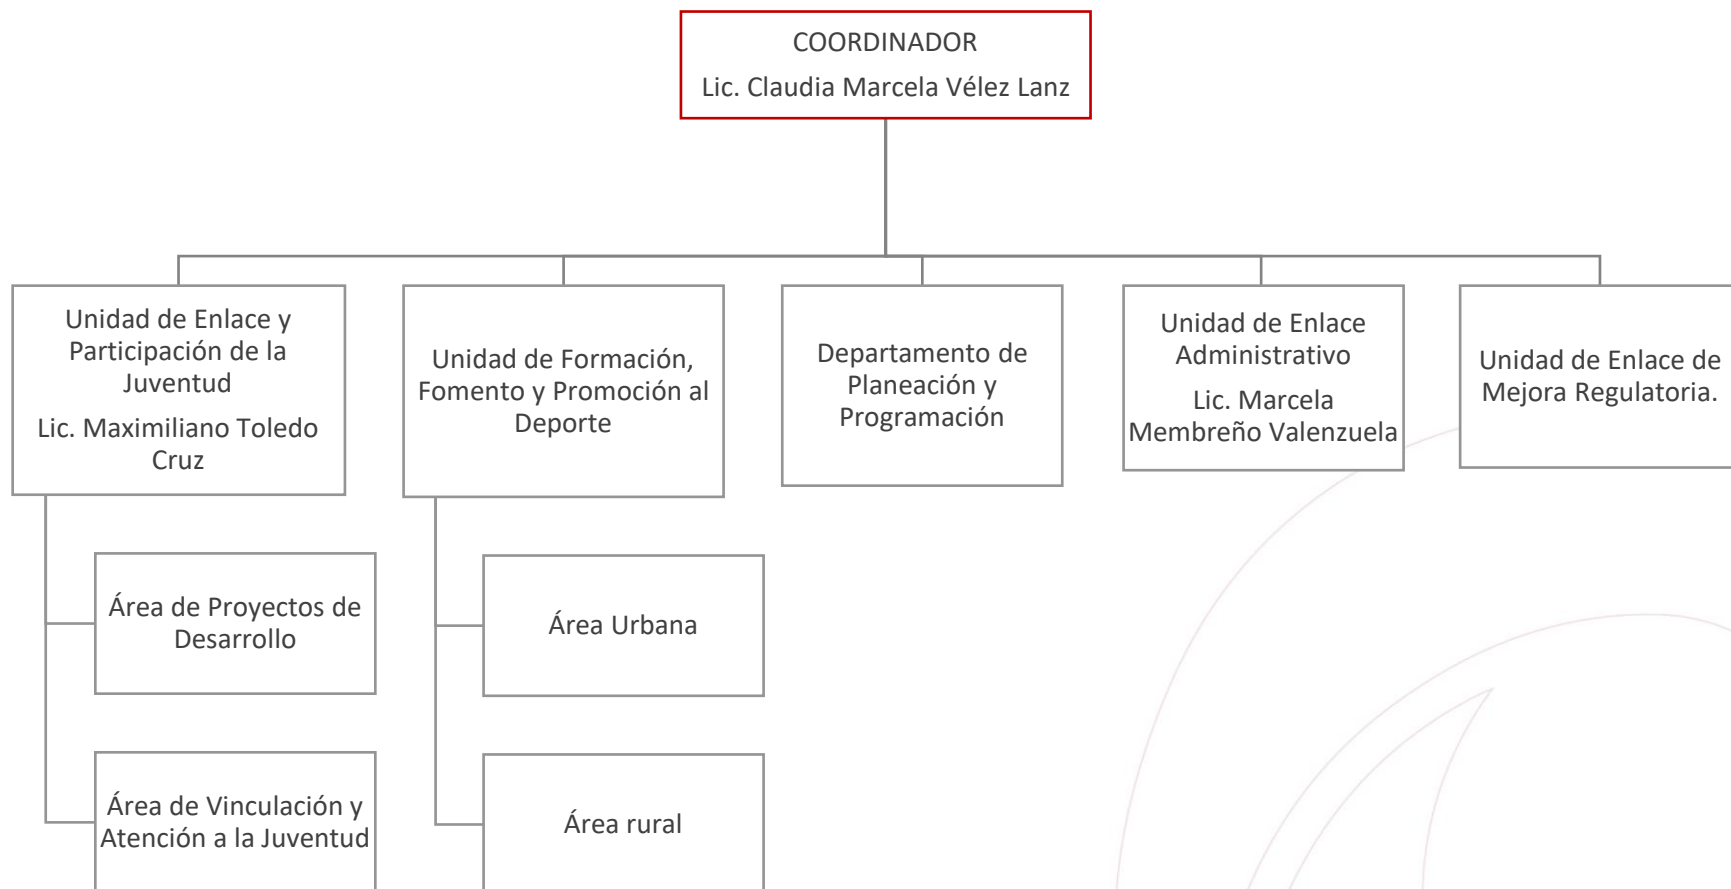 COORDINADOR
Lic. Claudia Marcela Vélez Lanz
Unidad de Enlace y
Participación de la
Juventud
Lic. Maximiliano Toledo
Cruz
Unidad de Formación,
Fomento y Promoción al
Deporte
Departamento de
Planeación y
Programación
Unidad de Enlace
Administrativo
Lic. Marcela
Membreño Valenzuela
Unidad de Enlace de
Mejora Regulatoria.
Área de Proyectos de
Desarrollo
Área Urbana
Área de Vinculación y
Atención a la Juventud
Área rural